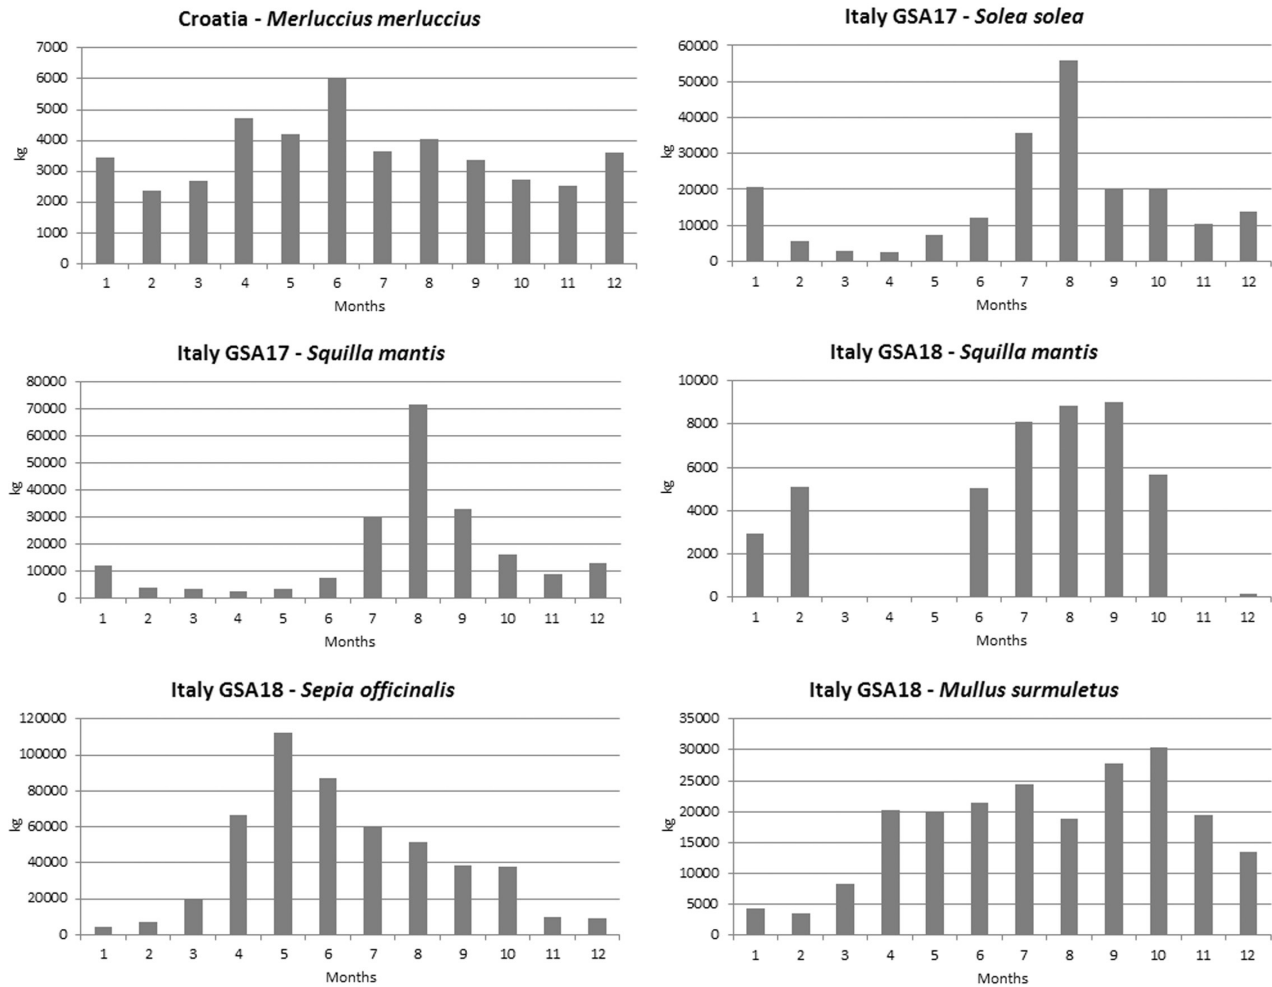 Croatia - Merluccius merluccius
7000
6000
5000
4000
3000
2000
1000
0
kg
1 2 3 4 5 6 7 8 9 10 11 12
Months
Italy GSA17 - Solea solea
60000
50000
40000
30000
20000
10000
0
kg
1 2 3 4 5 6 7 8 9 10 11 12
Months
Italy GSA17 - Squilla mantis
80000
70000
60000
50000
40000
30000
20000
10000
0
kg
1 2 3 4 5 6 7 8 9 10 11 12
Months
Italy GSA18 - Squilla mantis
10000
8000
6000
4000
2000
0
kg
1 2 3 4 5 6 7 8 9 10 11 12
Months
Italy GSA18 - Sepia officinalis
120000
100000
80000
60000
40000
20000
0
kg
1 2 3 4 5 6 7 8 9 10 11 12
Months
Italy GSA18 - Mullus surmuletus
35000
30000
25000
20000
15000
10000
5000
0
kg
1 2 3 4 5 6 7 8 9 10 11 12
Months